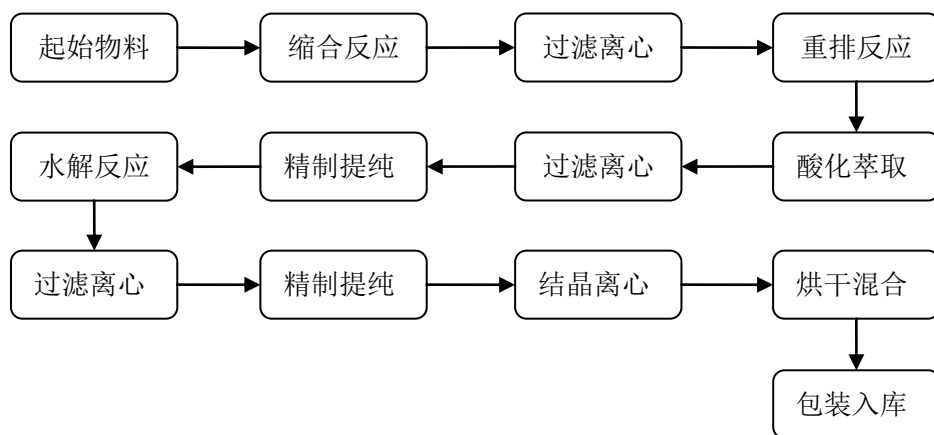 起始物料
缩合反应
过滤离心
重排反应
酸化萃取
过滤离心
精制提纯
水解反应
过滤离心
精制提纯
结晶离心
烘干混合
包装入库